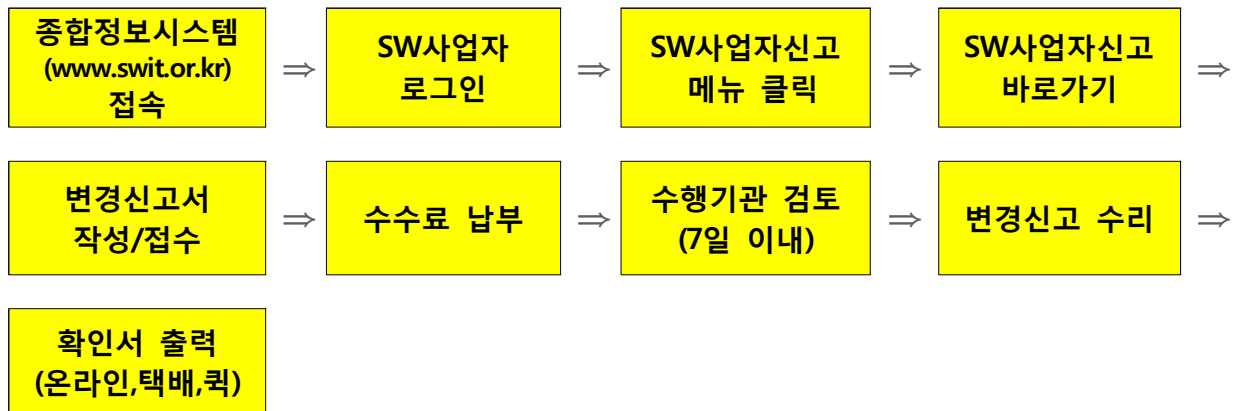 종합정보시스템
(www.swit.or.kr)
접속
⇒
SW사업자
로그인
⇒
SW사업자신고
메뉴 클릭
⇒
SW사업자신고
바로가기
⇒
변경신고서
작성/접수
⇒
수수료 납부
⇒
수행기관 검토
(7일 이내)
⇒
변경신고 수리
⇒
확인서 출력
(온라인,택배,퀵)